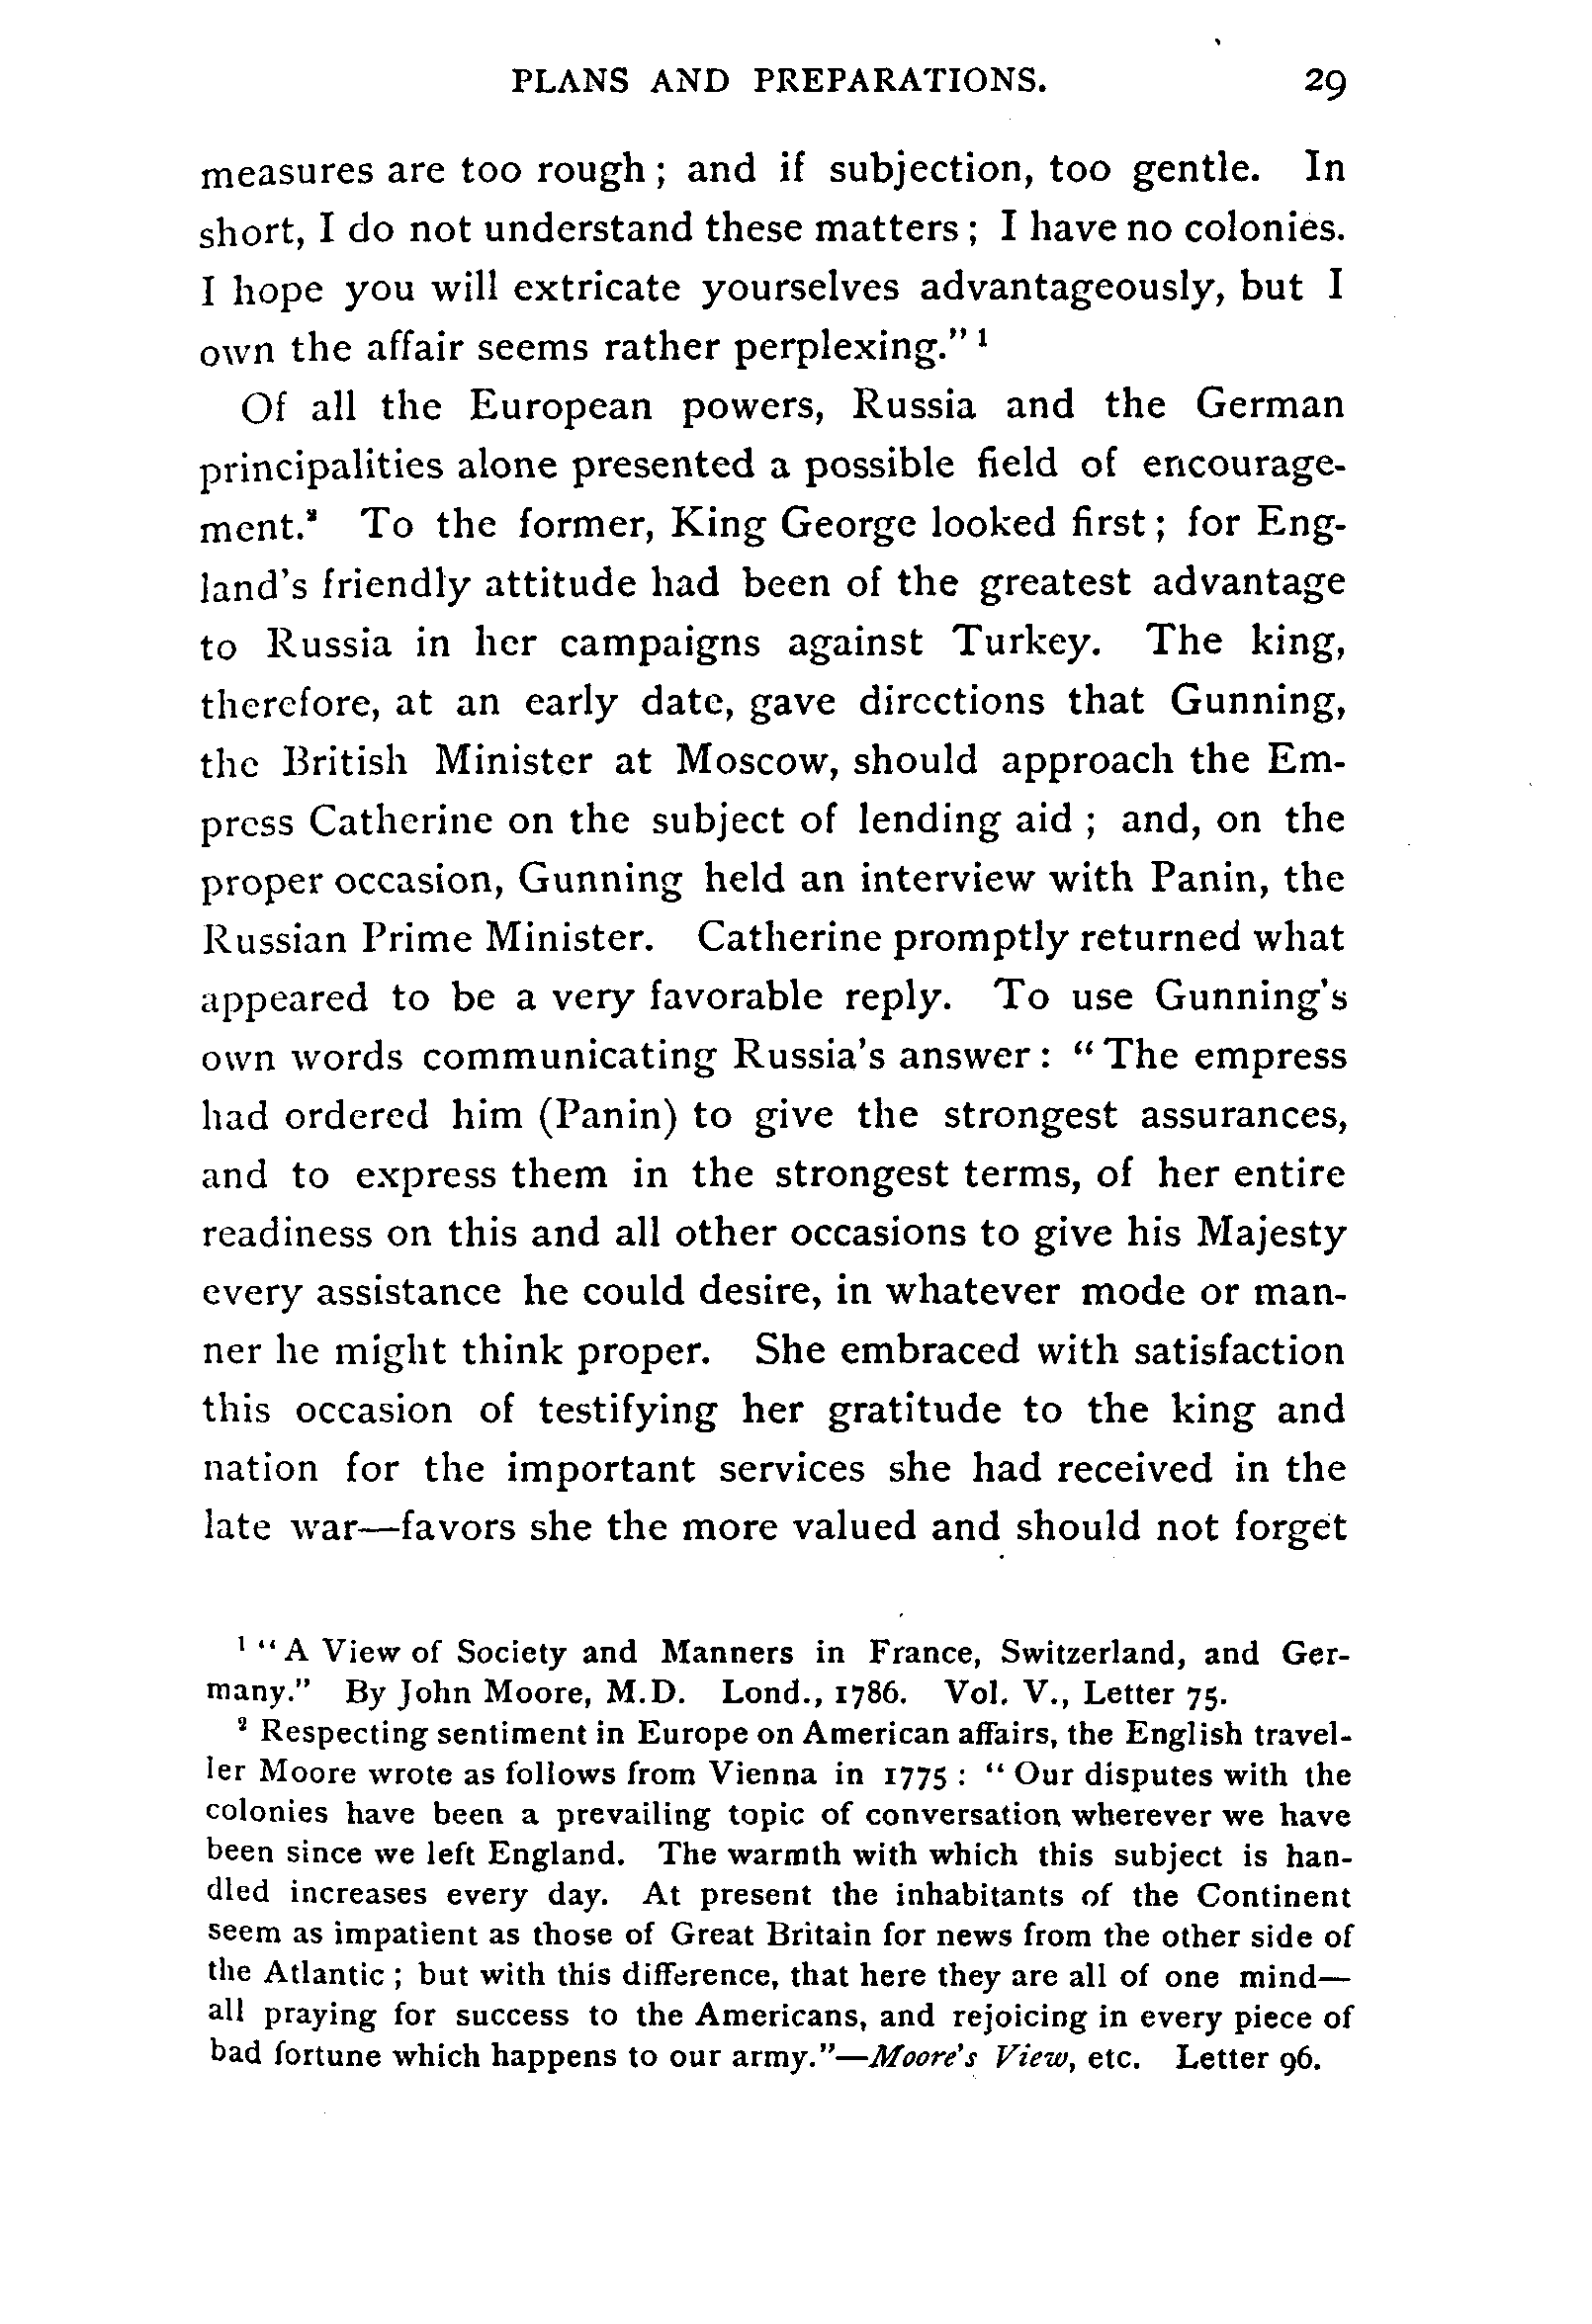 PLANS AND PREPARATIONS. 29
measures are too rough ; and if subjection, too gentle. In
short, I do not understand these matters ; I have no colonies.
I hope you will extricate yourselves advantageously, but I
own the affair seems rather perplexing." ¹
Of all the European powers, Russia and the German
principalities alone presented a possible field of encourage-
ment.² To the former, King George looked first ; for Eng-
land's friendly attitude had been of the greatest advantage
to Russia in her campaigns against Turkey. The king,
therefore, at an early date, gave directions that Gunning,
the British Minister at Moscow, should approach the Em-
press Catherine on the subject of lending aid ; and, on the
proper occasion, Gunning held an interview with Panin, the
Russian Prime Minister. Catherine promptly returned what
appeared to be a very favorable reply. To use Gunning's
own words communicating Russia's answer : " The empress
had ordered him (Panin) to give the strongest assurances,
and to express them in the strongest terms, of her entire
readiness on this and all other occasions to give his Majesty
every assistance he could desire, in whatever mode or man-
ner he might think proper. She embraced with satisfaction
this occasion of testifying her gratitude to the king and
nation for the important services she had received in the
late war—favors she the more valued and should not forget
¹ " A View of Society and Manners in France, Switzerland, and Ger-
many." By John Moore, M.D. Lond., 1786. Vol. V., Letter 75.
² Respecting sentiment in Europe on American affairs, the English travel-
ler Moore wrote as follows from Vienna in 1775 : " Our disputes with the
colonies have been a prevailing topic of conversation wherever we have
been since we left England. The warmth with which this subject is han-
dled increases every day. At present the inhabitants of the Continent
seem as impatient as those of Great Britain for news from the other side of
the Atlantic ; but with this difference, that here they are all of one mind—
all praying for success to the Americans, and rejoicing in every piece of
bad fortune which happens to our army."—Moore's View, etc. Letter 96.